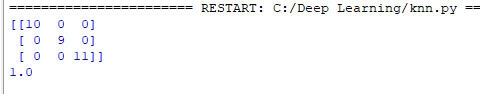 ======================== RESTART: C:/Deep Learning/knn.py ==
[[10  0  0]
 [ 0  9  0]
 [ 0  0 11]]
1.0